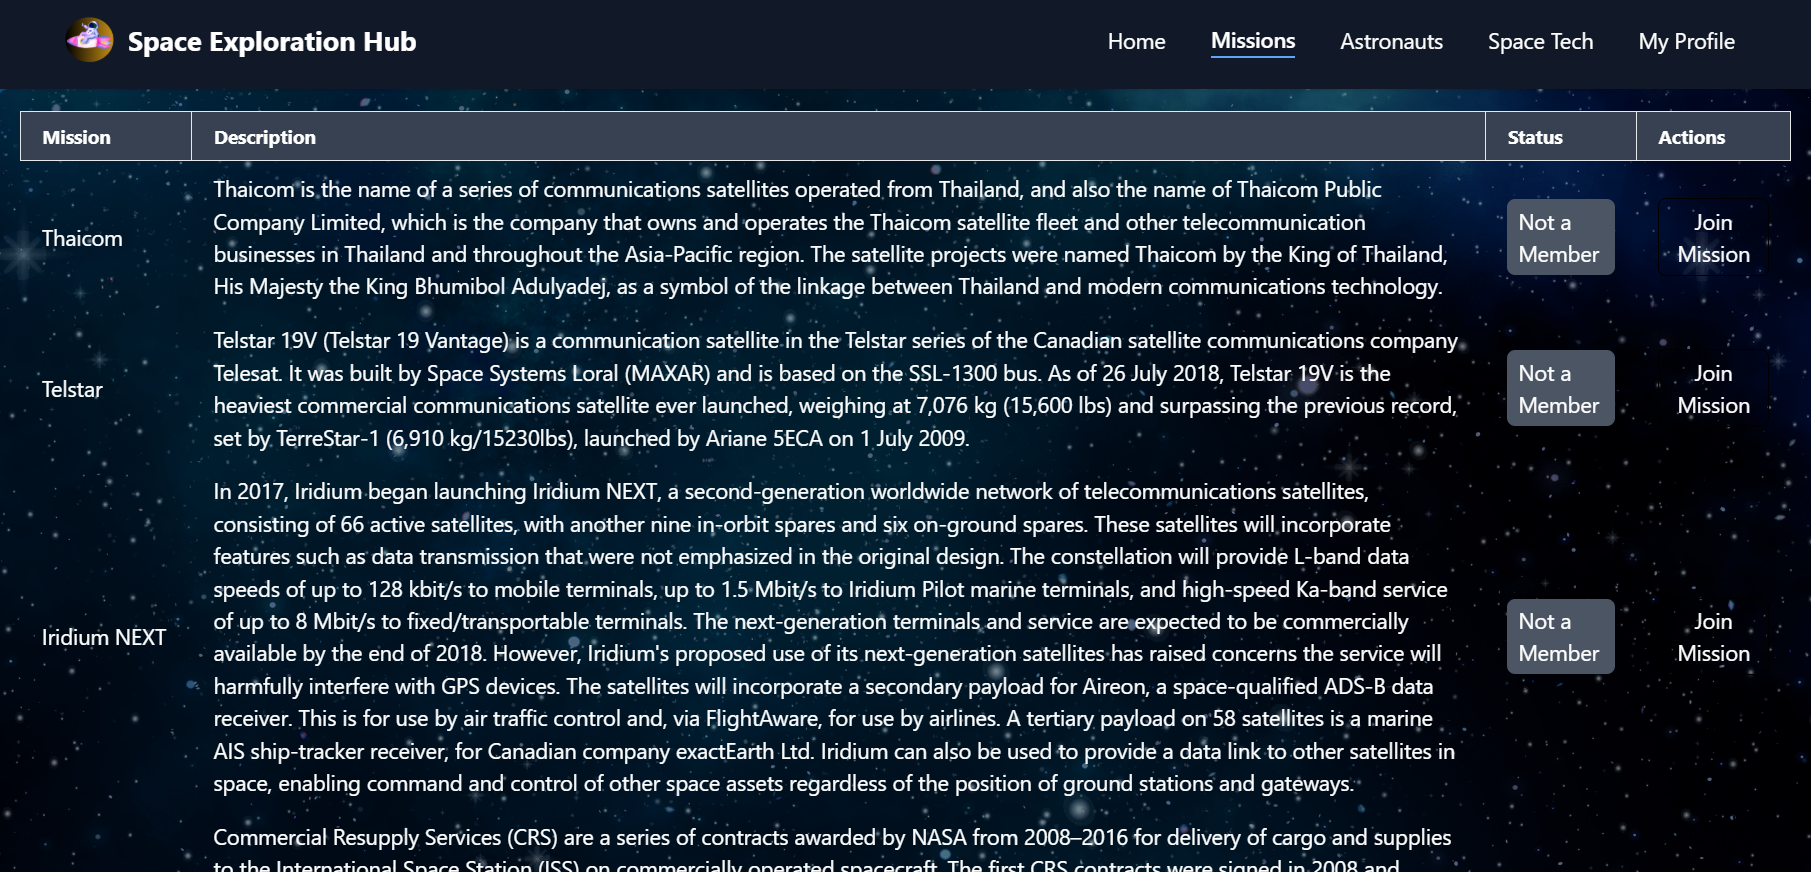 Space Exploration Hub
Home
Missions
Astronauts
Space Tech
My Profile
Mission
Description
Status
Actions
Thaicom
Thaicom is the name of a series of communications satellites operated from Thailand, and also the name of Thaicom Public
Company Limited, which is the company that owns and operates the Thaicom satellite fleet and other telecommunication
businesses in Thailand and throughout the Asia-Pacific region. The satellite projects were named Thaicom by the King of Thailand,
His Majesty the King Bhumibol Adulyadej, as a symbol of the linkage between Thailand and modern communications technology.
Not a
Member
Join
Mission
Telstar
Telstar 19V (Telstar 19 Vantage) is a communication satellite in the Telstar series of the Canadian satellite communications company
Telesat. It was built by Space Systems Loral (MAXAR) and is based on the SSL-1300 bus. As of 26 July 2018, Telstar 19V is the
heaviest commercial communications satellite ever launched, weighing at 7,076 kg (15,600 lbs) and surpassing the previous record,
set by TerreStar-1 (6,910 kg/15230lbs), launched by Ariane 5ECA on 1 July 2009.
Not a
Member
Join
Mission
Iridium NEXT
In 2017, Iridium began launching Iridium NEXT, a second-generation worldwide network of telecommunications satellites,
consisting of 66 active satellites, with another nine in-orbit spares and six on-ground spares. These satellites will incorporate
features such as data transmission that were not emphasized in the original design. The constellation will provide L-band data
speeds of up to 128 kbit/s to mobile terminals, up to 1.5 Mbit/s to Iridium Pilot marine terminals, and high-speed Ka-band service
of up to 8 Mbit/s to fixed/transportable terminals. The next-generation terminals and service are expected to be commercially
available by the end of 2018. However, Iridium's proposed use of its next-generation satellites has raised concerns the service will
harmfully interfere with GPS devices. The satellites will incorporate a secondary payload for Aireon, a space-qualified ADS-B data
receiver. This is for use by air traffic control and, via FlightAware, for use by airlines. A tertiary payload on 58 satellites is a marine
AIS ship-tracker receiver, for Canadian company exactEarth Ltd. Iridium can also be used to provide a data link to other satellites in
space, enabling command and control of other space assets regardless of the position of ground stations and gateways.
Not a
Member
Join
Mission
Commercial Resupply Services (CRS) are a series of contracts awarded by NASA from 2008–2016 for delivery of cargo and supplies
to the International Space Station (ISS) on commercially operated spacecraft. The first CRS contracts were signed in 2008 and